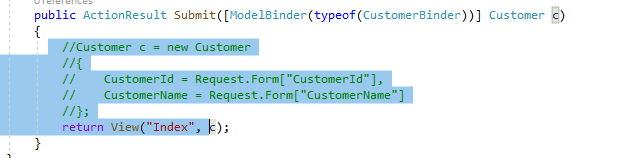 0 references
public ActionResult Submit([ModelBinder(typeof(CustomerBinder))] Customer c)
{
//Customer c = new Customer
//{
//    CustomerId = Request.Form["CustomerId"],
//    CustomerName = Request.Form["CustomerName"]
//};
return View("Index", c);
}